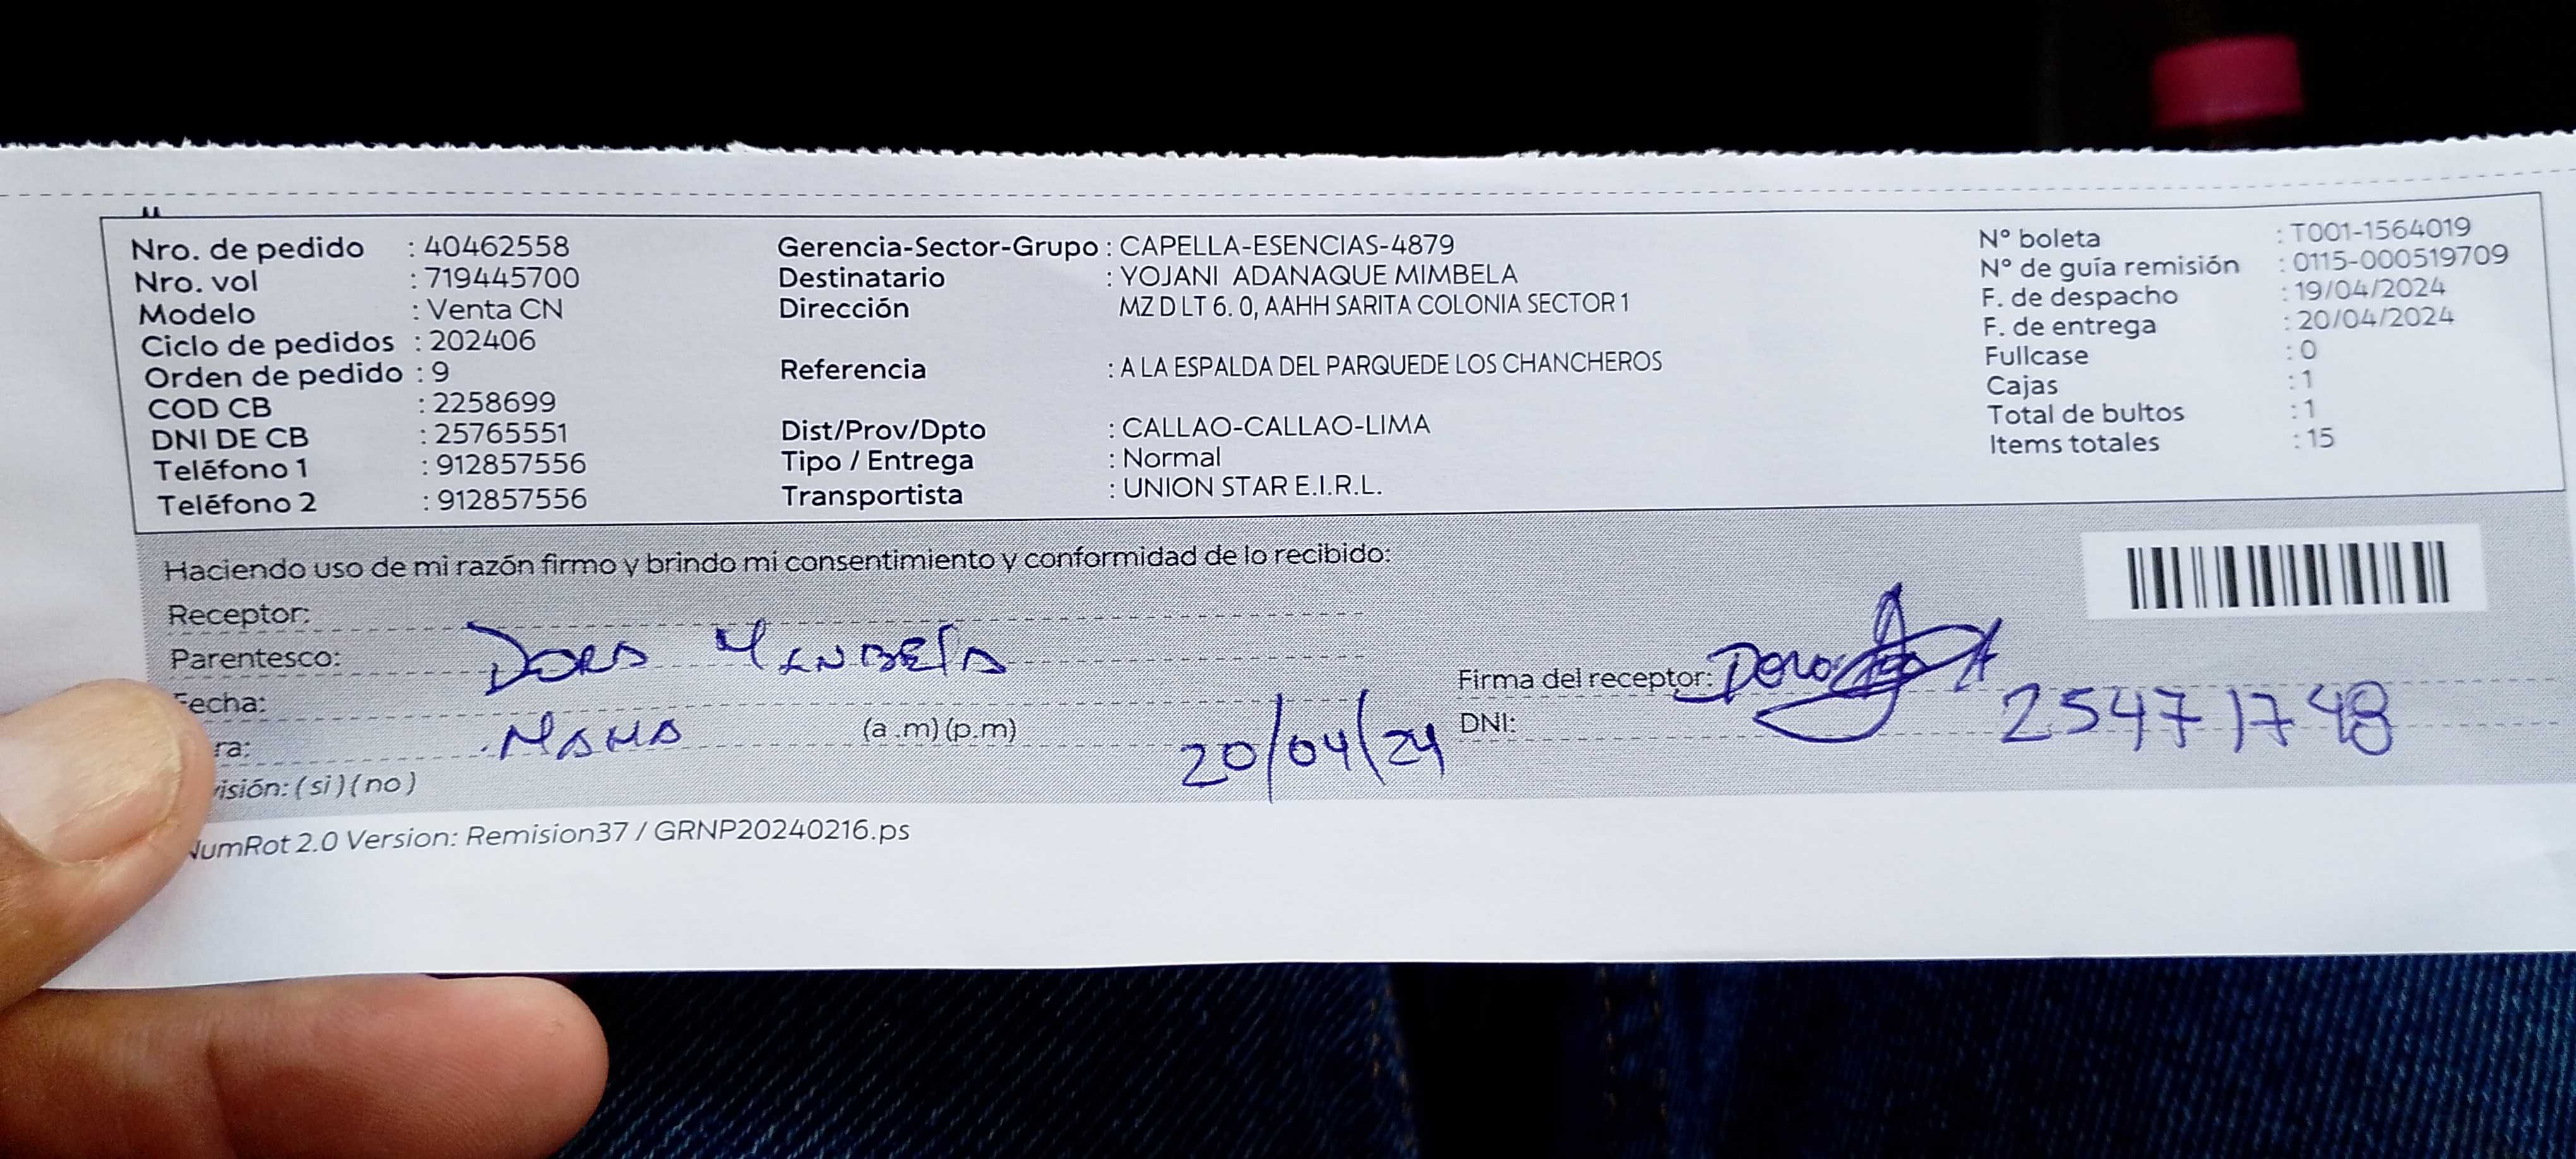 Nro. de pedido : 40462558
Nro. vol : 719445700
Modelo : Venta CN
Ciclo de pedidos : 202406
Orden de pedido : 9
COD CB : 2258699
DNI DE CB : 25765551
Teléfono 1 : 912857556
Teléfono 2 : 912857556
Gerencia-Sector-Grupo : CAPELLA-ESENCIAS-4879
Destinatario : YOJANI ADANAQUE MIMBELA
Dirección MZ D LT 6. 0, AAHH SARITA COLONIA SECTOR 1
Referencia : A LA ESPALDA DEL PARQUEDE LOS CHANCHEROS
Dist/Prov/Dpto : CALLAO-CALLAO-LIMA
Tipo / Entrega : Normal
Transportista : UNION STAR E.I.R.L.
N° boleta : T001-1564019
N° de guía remisión : 0115-000519709
F. de despacho : 19/04/2024
F. de entrega : 20/04/2024
Fullcase : 0
Cajas : 1
Total de bultos : 1
Items totales : 15
Haciendo uso de mi razón firmo y brindo mi consentimiento y conformidad de lo recibido:
Receptor:
Parentesco:
Fecha:
ra: (a .m) (p.m)
isión: ( si ) ( no )
20/04/24
Firma del receptor:
DNI: 25471748
NumRot 2.0 Version: Remision37 / GRNP20240216.ps